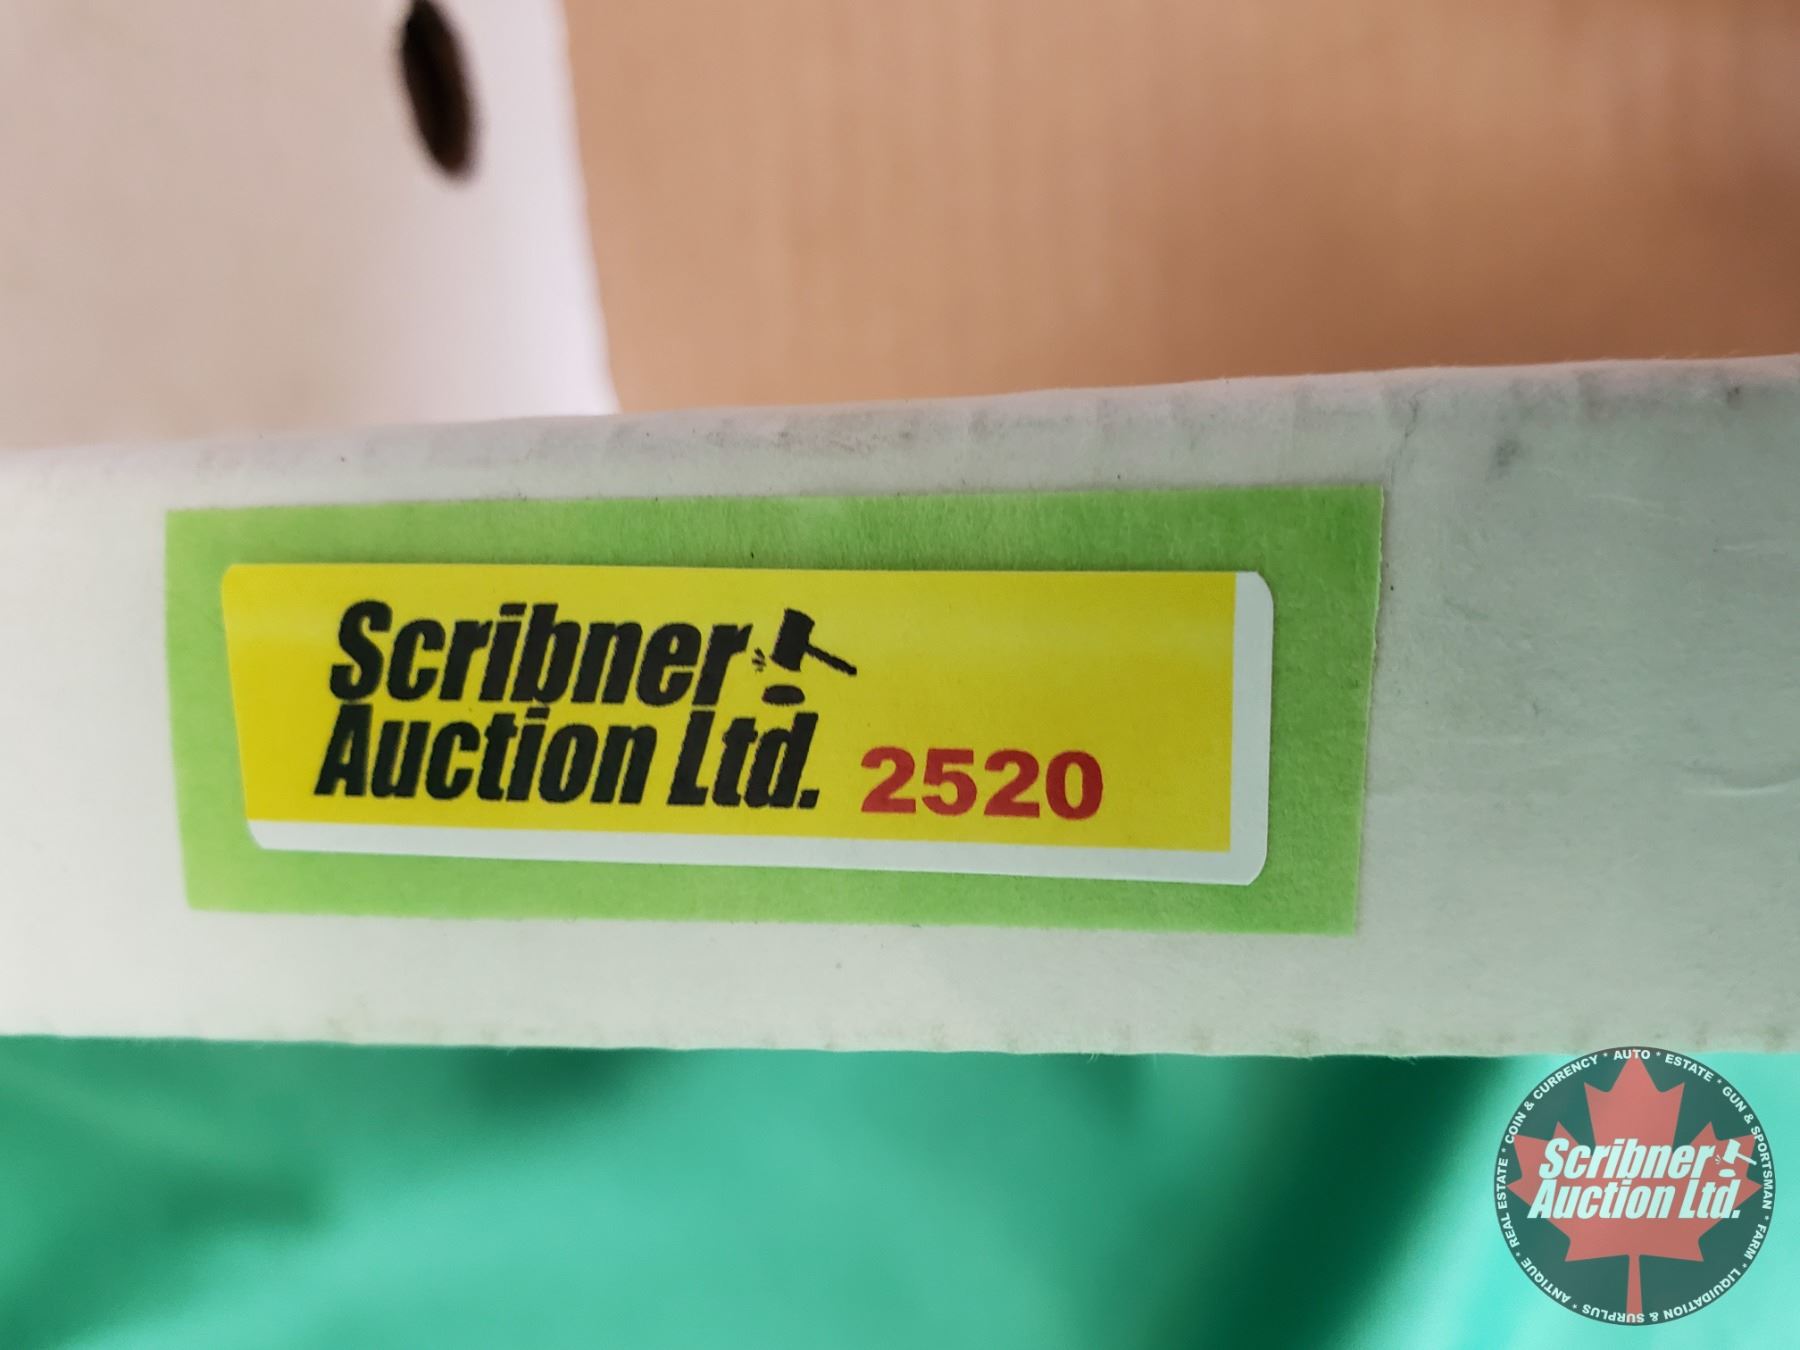 Scribner
Auction Ltd. 2520
REAL ESTATE * COIN & CURRENCY * AUTO * ESTATE * GUN & SPORTSMAN * FARM * LIQUIDATION & SURPLUS * ANTIQUE *
Scribner
Auction Ltd.